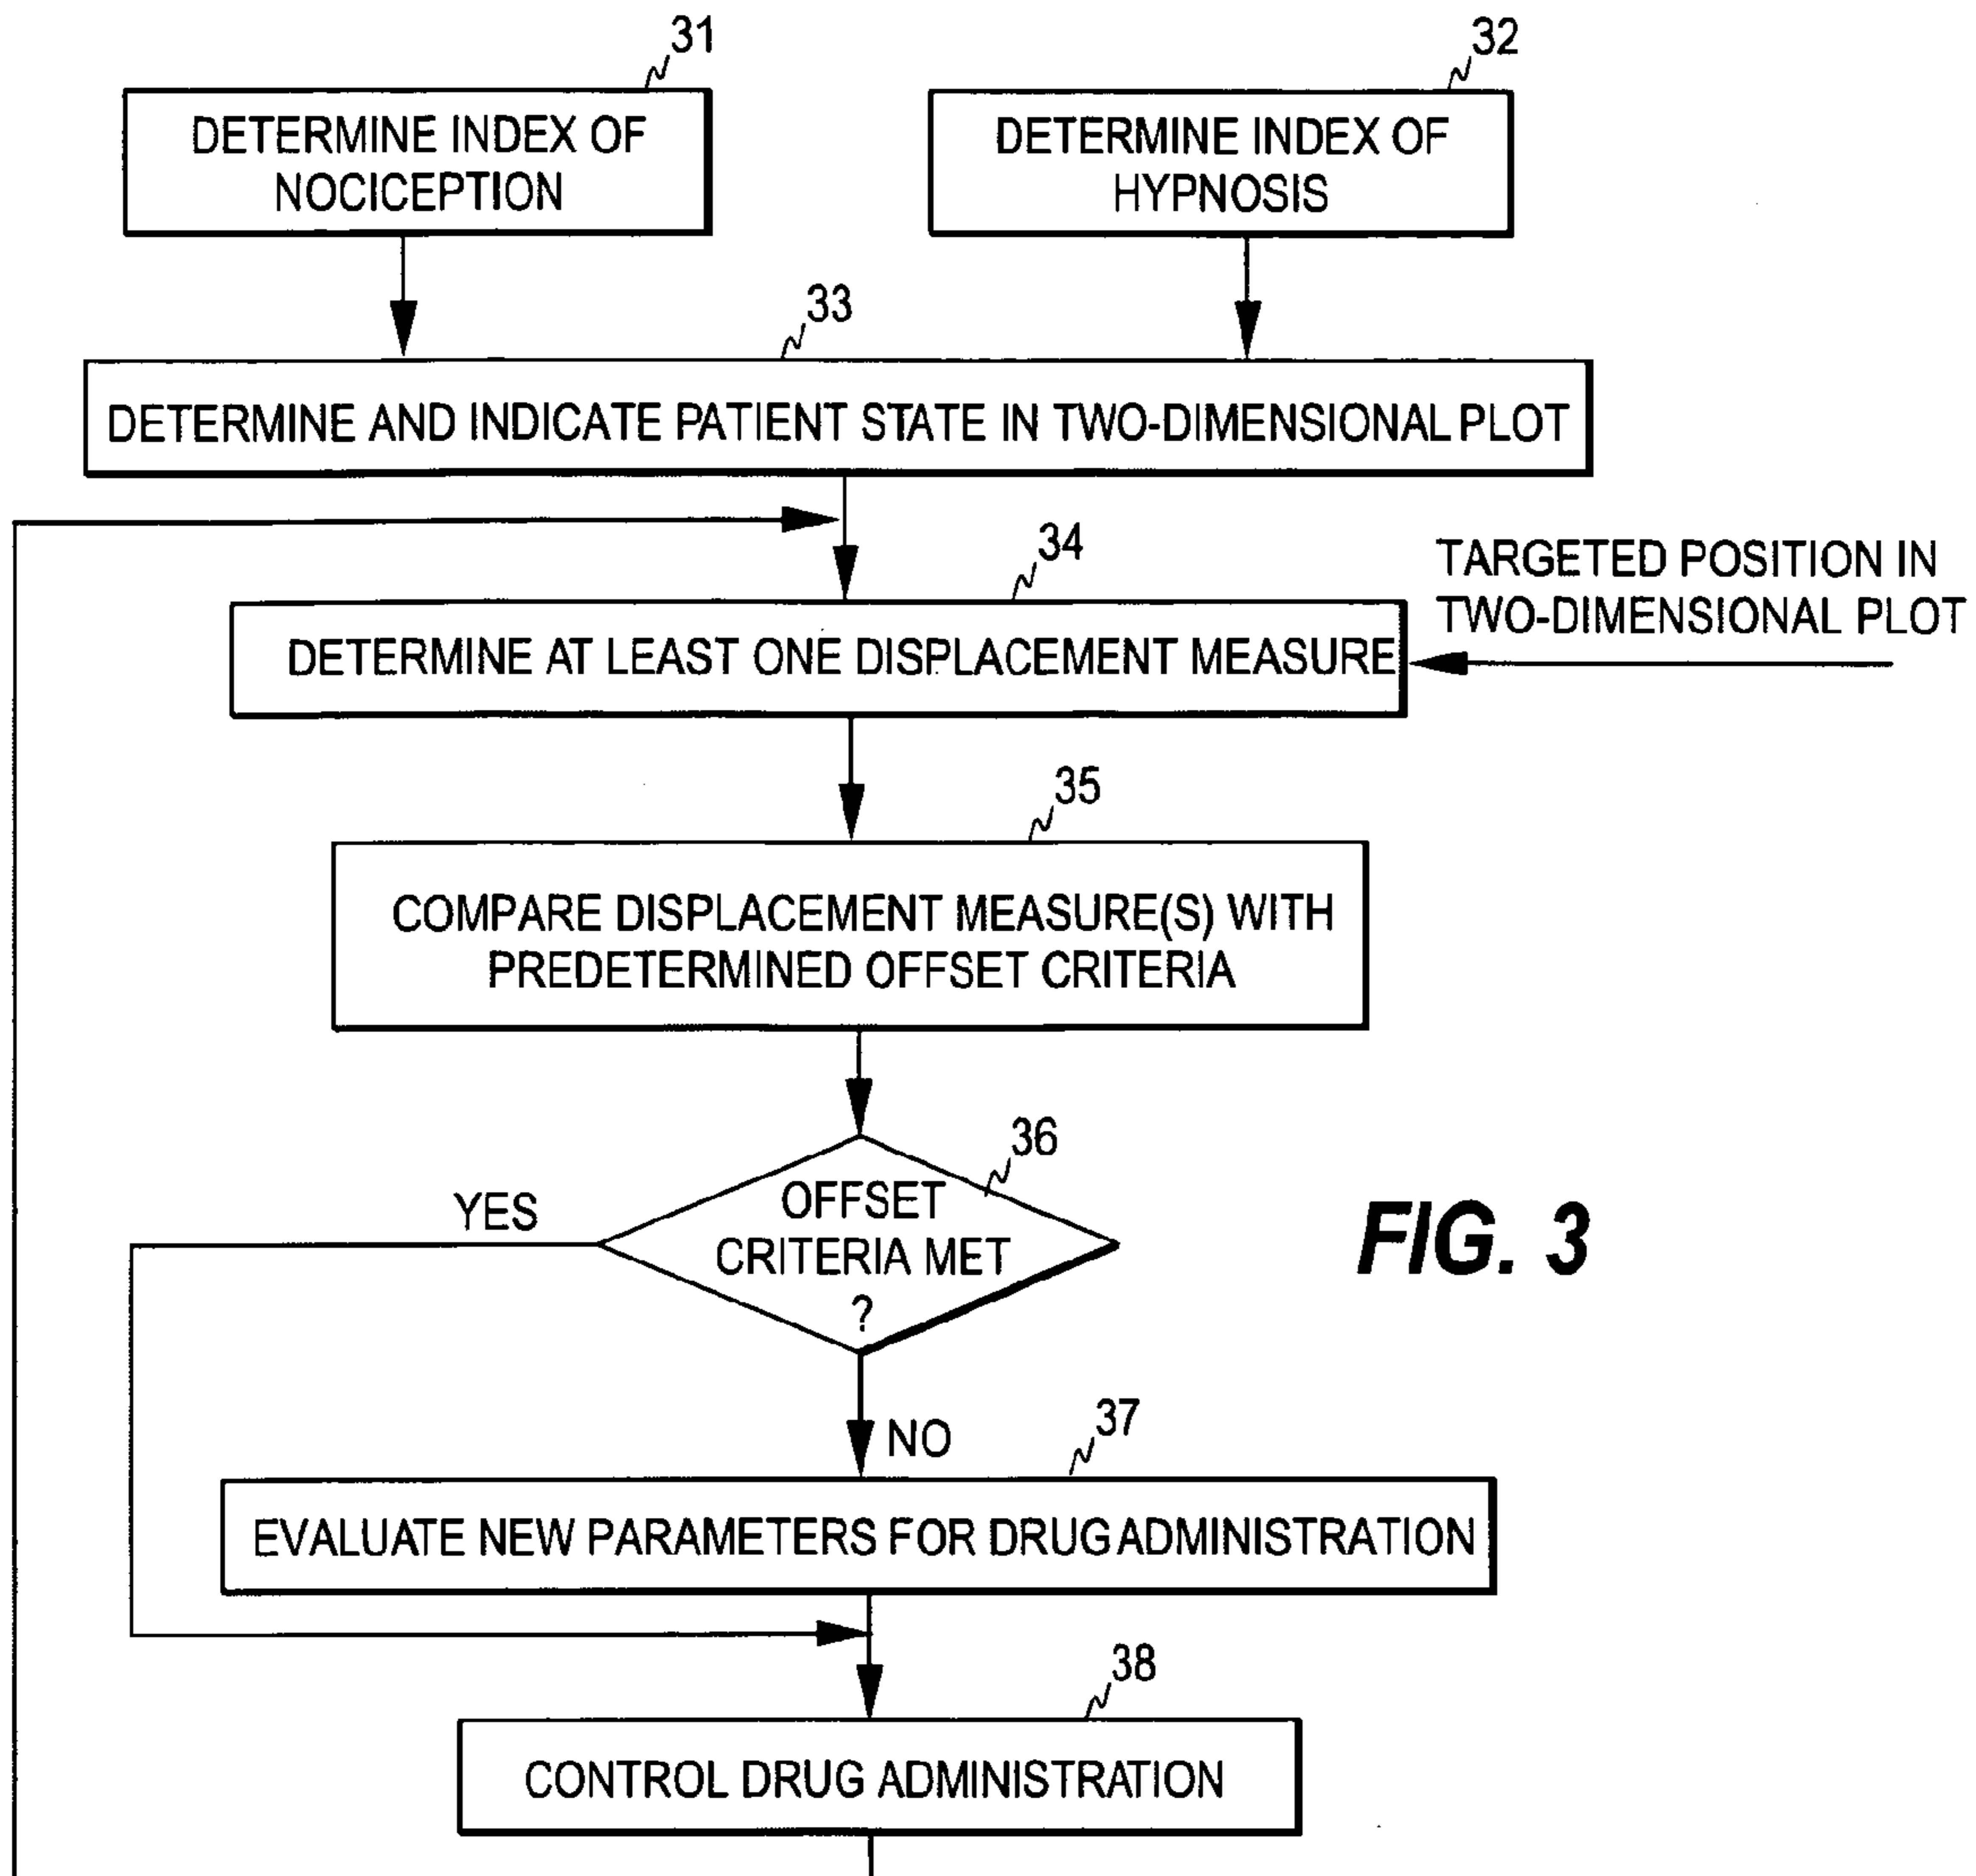 31
DETERMINE INDEX OF
NOCICEPTION
32
DETERMINE INDEX OF
HYPNOSIS
33
DETERMINE AND INDICATE PATIENT STATE IN TWO-DIMENSIONAL PLOT
34
DETERMINE AT LEAST ONE DISPLACEMENT MEASURE
TARGETED POSITION IN
TWO-DIMENSIONAL PLOT
35
COMPARE DISPLACEMENT MEASURE(S) WITH
PREDETERMINED OFFSET CRITERIA
36
OFFSET
CRITERIA MET
?
YES
NO
FIG. 3
37
EVALUATE NEW PARAMETERS FOR DRUG ADMINISTRATION
38
CONTROL DRUG ADMINISTRATION